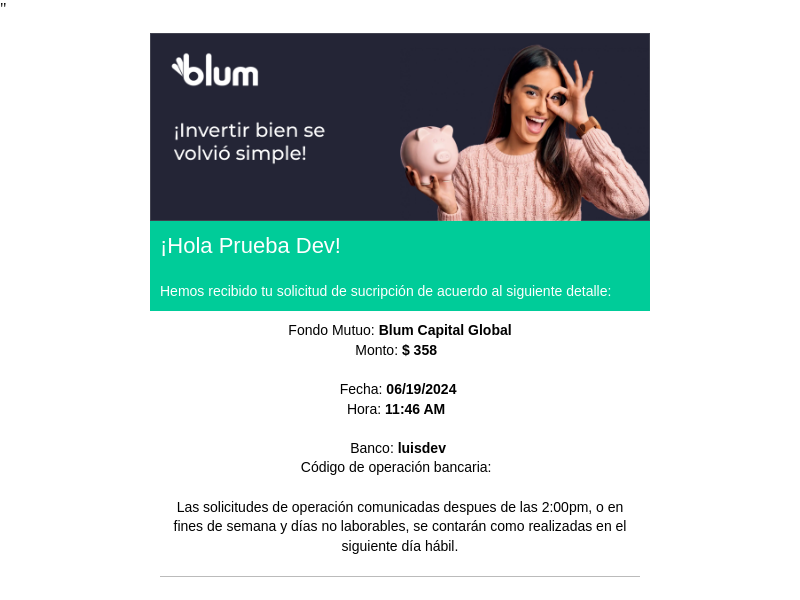 "
blum
¡Invertir bien se
volvió simple!
¡Hola Prueba Dev!
Hemos recibido tu solicitud de sucripción de acuerdo al siguiente detalle:
Fondo Mutuo: Blum Capital Global
Monto: $ 358
Fecha: 06/19/2024
Hora: 11:46 AM
Banco: luisdev
Código de operación bancaria:
Las solicitudes de operación comunicadas despues de las 2:00pm, o en
fines de semana y días no laborables, se contarán como realizadas en el
siguiente día hábil.